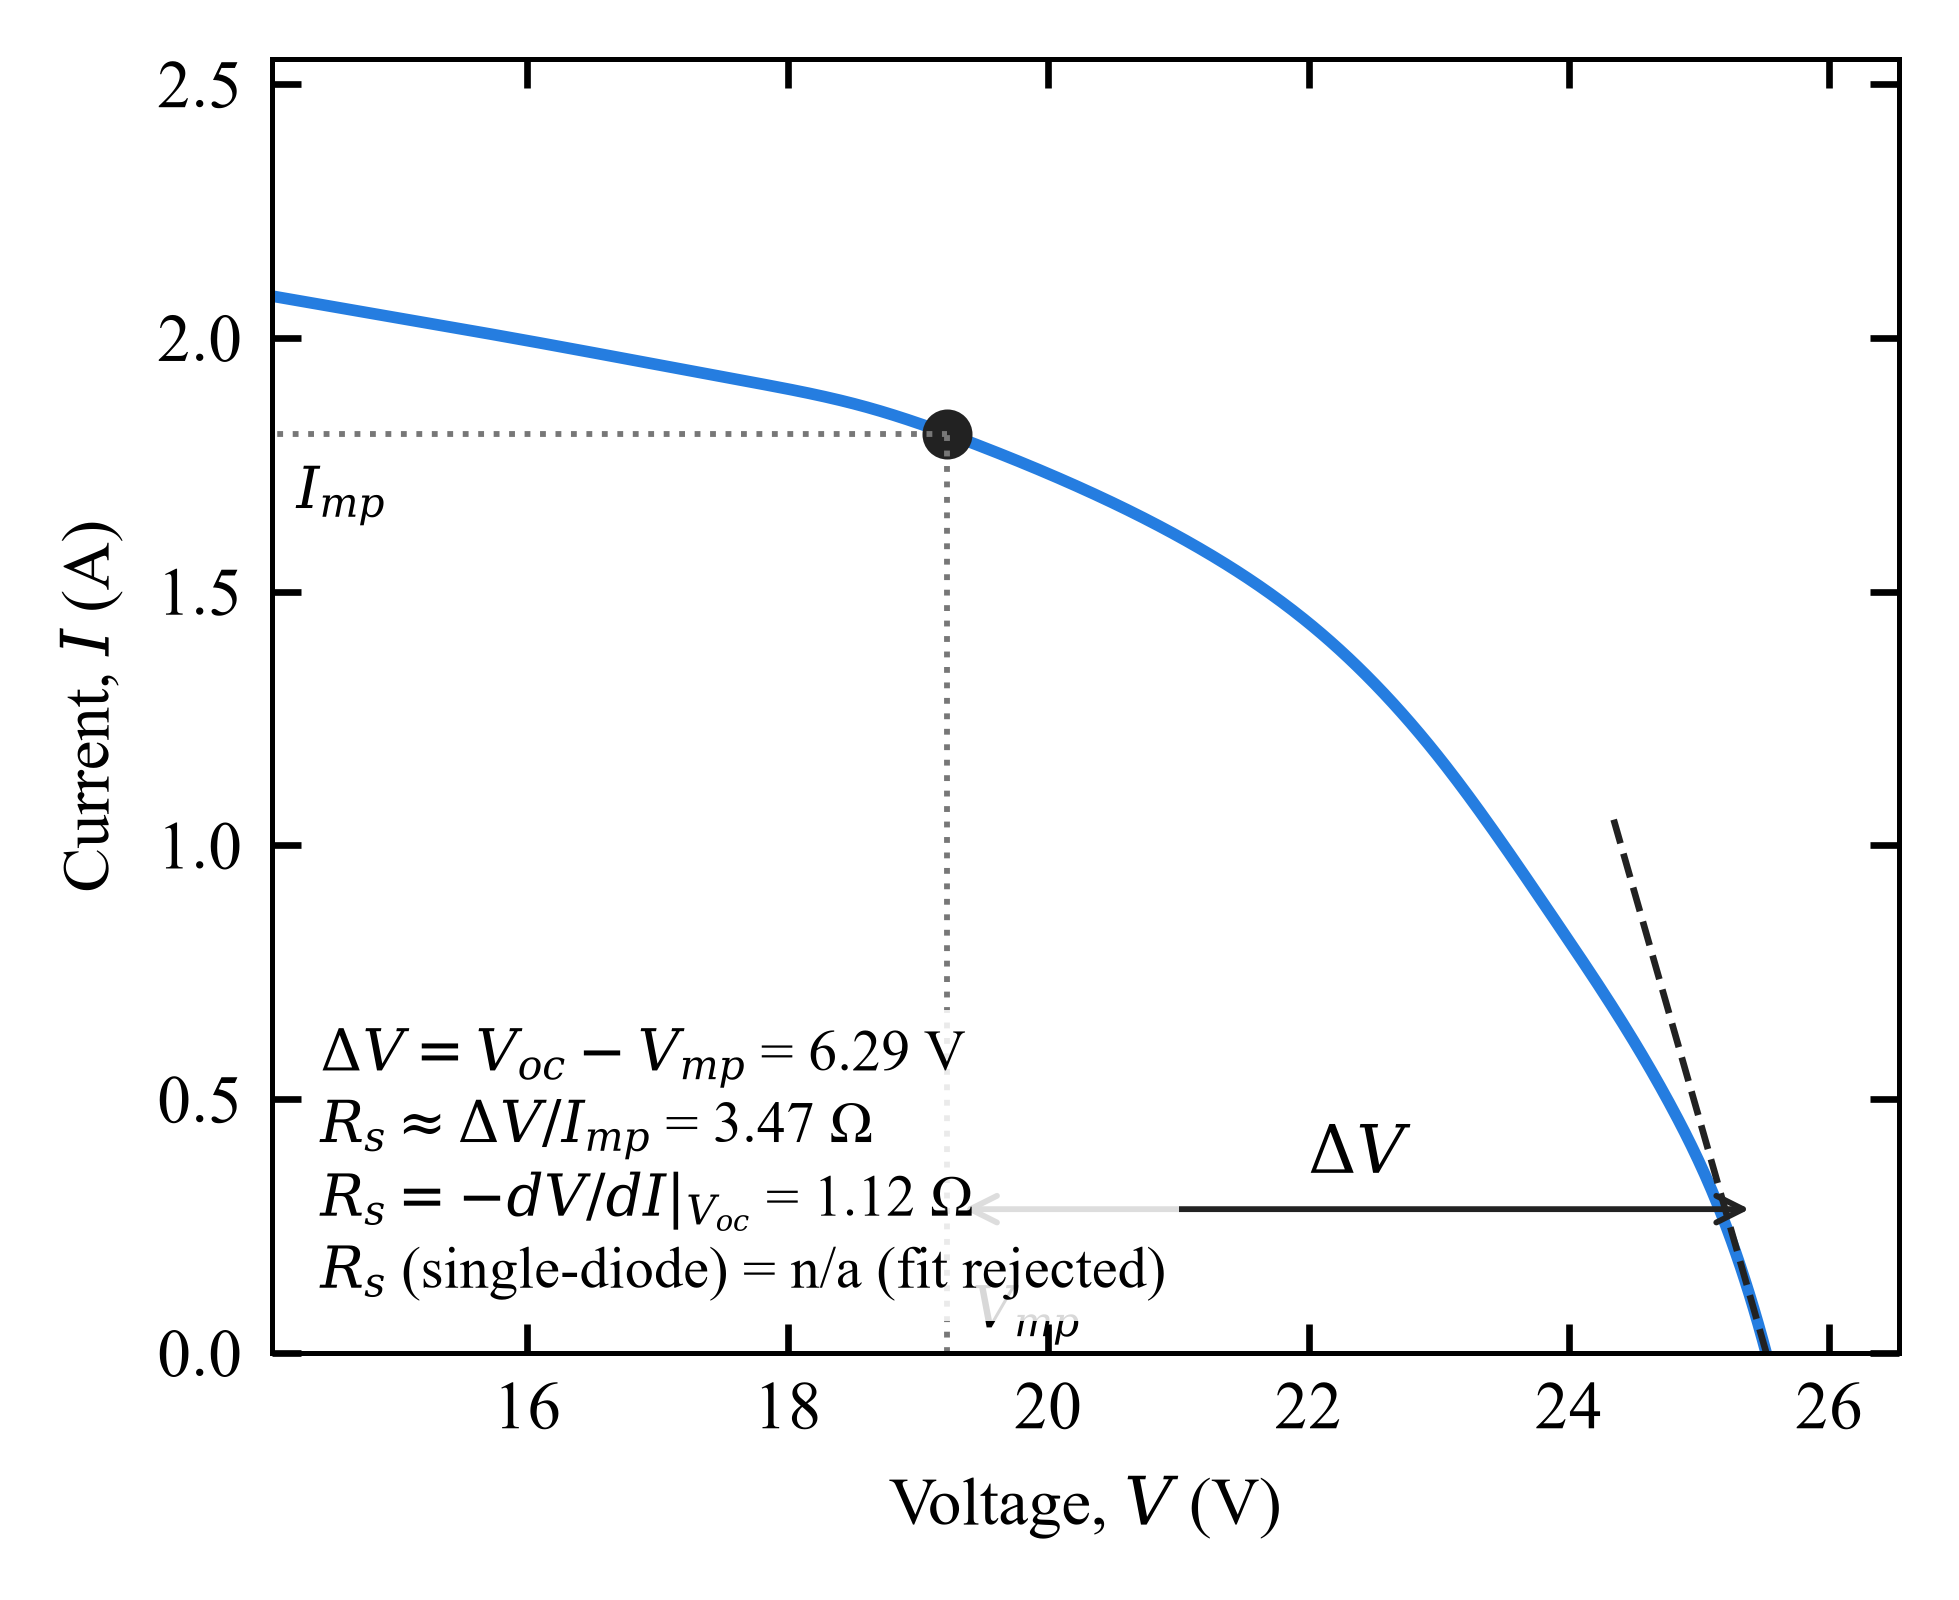 2.5
2.0
1.5
1.0
0.5
0.0
Current, I (A)
I_mp
ΔV = V_oc − V_mp = 6.29 V
R_s ≈ ΔV/I_mp = 3.47 Ω
R_s = −dV/dI|_V_oc = 1.12 Ω
R_s (single-diode) = n/a (fit rejected)
ΔV
V_mp
16 18 20 22 24 26
Voltage, V (V)